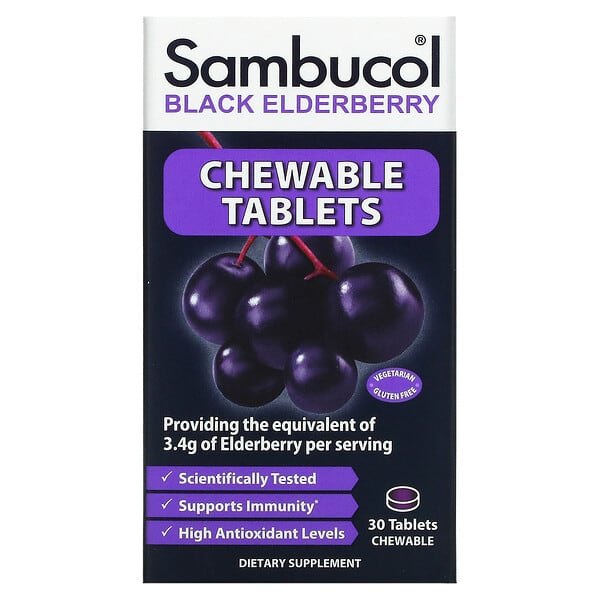 Sambucol®
BLACK ELDERBERRY
CHEWABLE
TABLETS
VEGETARIAN
GLUTEN FREE
Providing the equivalent of
3.4g of Elderberry per serving
✓ Scientifically Tested
✓ Supports Immunity*
✓ High Antioxidant Levels
30 Tablets
CHEWABLE
DIETARY SUPPLEMENT